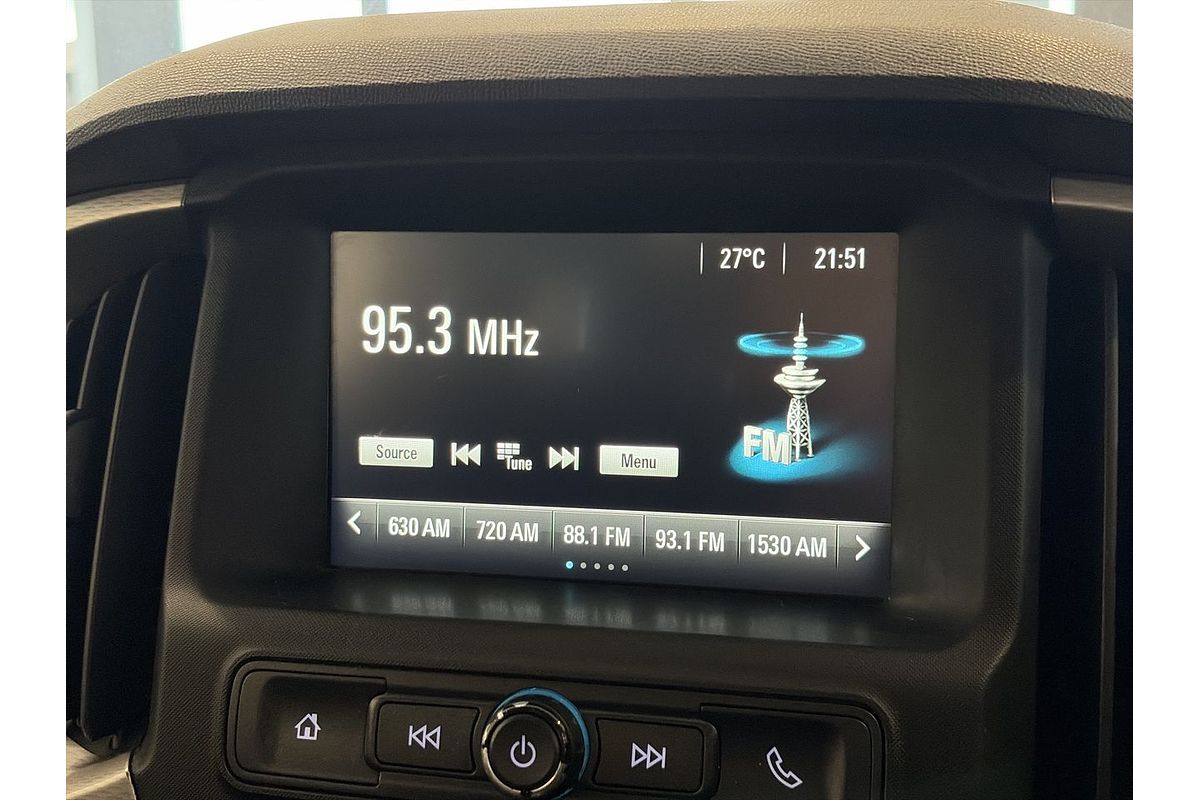 27°C 21:51
95.3 MHz
FM
Source Tune Menu
630 AM 720 AM 88.1 FM 93.1 FM 1530 AM